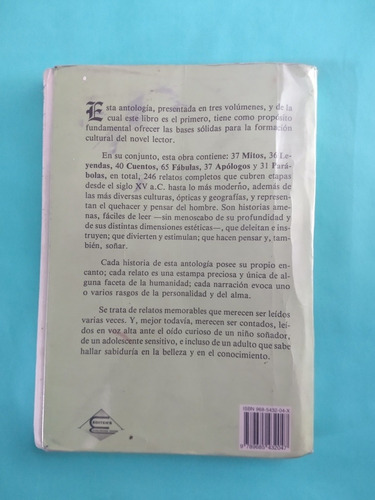 Esta antología, presentada en tres volúmenes, y de la
cual este libro es el primero, tiene como propósito
fundamental ofrecer las bases sólidas para la formación
cultural del novel lector.
En su conjunto, esta obra contiene: 37 Mitos, 36 Le-
yendas, 40 Cuentos, 65 Fábulas, 37 Apólogos y 31 Pará-
bolas, en total, 246 relatos memorables que cubren etapas
desde el siglo XV a.C. hasta lo más moderno, además de
las más diversas culturas, ópticas y geografías, y represen-
tan el quehacer y pensar del hombre. Son historias ame-
nas, fáciles de leer —sin menoscabo de su profundidad y
de sus distintas dimensiones estéticas—, que deleitan e ins-
truyen; que divierten y estimulan; que hacen pensar y, tam-
bién, soñar.
Cada historia de esta antología posee su propio en-
canto; cada relato es una estampa preciosa y única de al-
guna faceta de la humanidad; cada narración evoca uno
o varios rasgos de la personalidad y del alma.
Se trata de relatos memorables que merecen ser leídos
varias veces. Y, mejor todavía, merecen ser contados, leí-
dos en voz alta ante el oído curioso de un niño soñador,
de un adolescente sensitivo, e incluso de un adulto que sabe
hallar sabiduría en la belleza y en el conocimiento.
ISBN 968-5432-04-9
9 789685 432047